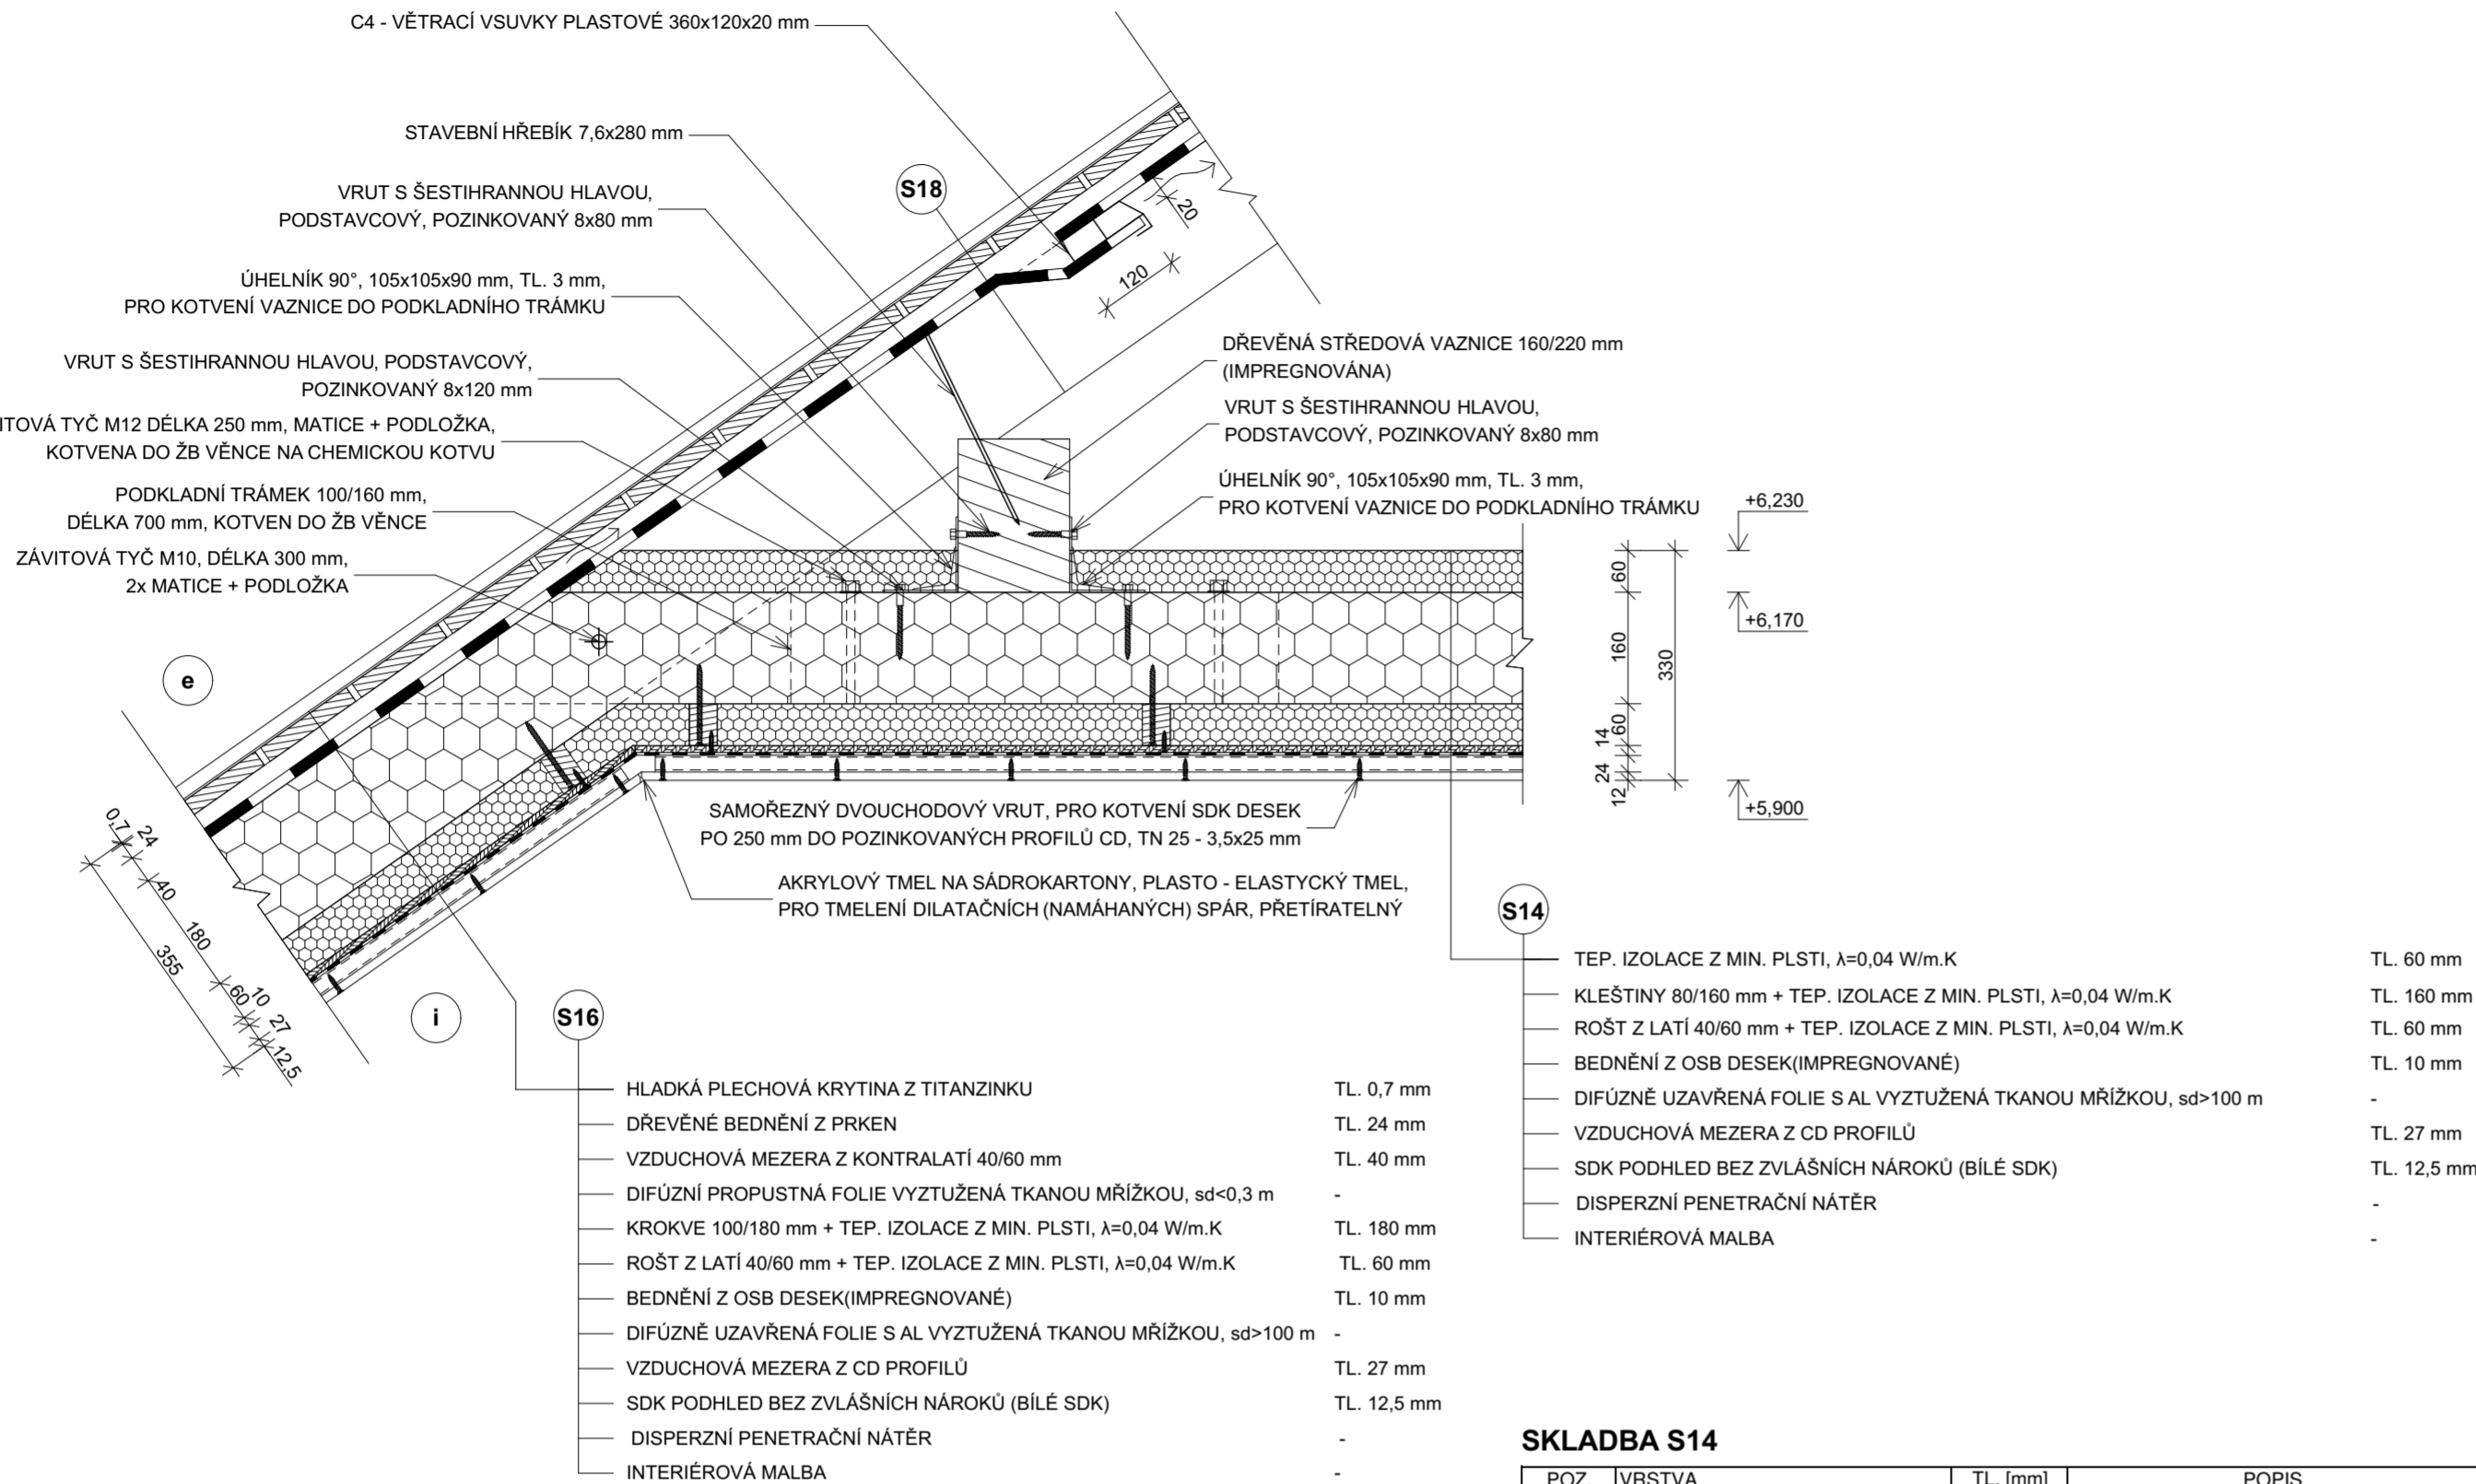 C4 - VĚTRACÍ VSUVKY PLASTOVÉ 360x120x20 mm
STAVEBNÍ HŘEBÍK 7,6x280 mm
VRUT S ŠESTIHRANNOU HLAVOU,
PODSTAVCOVÝ, POZINKOVANÝ 8x80 mm
ÚHELNÍK 90°, 105x105x90 mm, TL. 3 mm,
PRO KOTVENÍ VAZNICE DO PODKLADNÍHO TRÁMKU
VRUT S ŠESTIHRANNOU HLAVOU, PODSTAVCOVÝ,
POZINKOVANÝ 8x120 mm
ITOVÁ TYČ M12 DÉLKA 250 mm, MATICE + PODLOŽKA,
KOTVENA DO ŽB VĚNCE NA CHEMICKOU KOTVU
PODKLADNÍ TRÁMEK 100/160 mm,
DÉLKA 700 mm, KOTVEN DO ŽB VĚNCE
ZÁVITOVÁ TYČ M10, DÉLKA 300 mm,
2x MATICE + PODLOŽKA
S18
20
120
DŘEVĚNÁ STŘEDOVÁ VAZNICE 160/220 mm
(IMPREGNOVÁNA)
VRUT S ŠESTIHRANNOU HLAVOU,
PODSTAVCOVÝ, POZINKOVANÝ 8x80 mm
ÚHELNÍK 90°, 105x105x90 mm, TL. 3 mm,
PRO KOTVENÍ VAZNICE DO PODKLADNÍHO TRÁMKU
+6,230
+6,170
+5,900
60
160
330
60
14
24
12
e
i
0,7
24
40
180
355
60
10
27
12,5
SAMOŘEZNÝ DVOUCHODOVÝ VRUT, PRO KOTVENÍ SDK DESEK
PO 250 mm DO POZINKOVANÝCH PROFILŮ CD, TN 25 - 3,5x25 mm
AKRYLOVÝ TMEL NA SÁDROKARTONY, PLASTO - ELASTYCKÝ TMEL,
PRO TMELENÍ DILATAČNÍCH (NAMÁHANÝCH) SPÁR, PŘETÍRATELNÝ
S16
HLADKÁ PLECHOVÁ KRYTINA Z TITANZINKU TL. 0,7 mm
DŘEVĚNÉ BEDNĚNÍ Z PRKEN TL. 24 mm
VZDUCHOVÁ MEZERA Z KONTRALATÍ 40/60 mm TL. 40 mm
DIFÚZNÍ PROPUSTNÁ FOLIE VYZTUŽENÁ TKANOU MŘÍŽKOU, sd<0,3 m -
KROKVE 100/180 mm + TEP. IZOLACE Z MIN. PLSTI, λ=0,04 W/m.K TL. 180 mm
ROŠT Z LATÍ 40/60 mm + TEP. IZOLACE Z MIN. PLSTI, λ=0,04 W/m.K TL. 60 mm
BEDNĚNÍ Z OSB DESEK(IMPREGNOVANÉ) TL. 10 mm
DIFÚZNĚ UZAVŘENÁ FOLIE S AL VYZTUŽENÁ TKANOU MŘÍŽKOU, sd>100 m -
VZDUCHOVÁ MEZERA Z CD PROFILŮ TL. 27 mm
SDK PODHLED BEZ ZVLÁŠNÍCH NÁROKŮ (BÍLÉ SDK) TL. 12,5 mm
DISPERZNÍ PENETRAČNÍ NÁTĚR -
INTERIÉROVÁ MALBA -
S14
TEP. IZOLACE Z MIN. PLSTI, λ=0,04 W/m.K TL. 60 mm
KLEŠTINY 80/160 mm + TEP. IZOLACE Z MIN. PLSTI, λ=0,04 W/m.K TL. 160 mm
ROŠT Z LATÍ 40/60 mm + TEP. IZOLACE Z MIN. PLSTI, λ=0,04 W/m.K TL. 60 mm
BEDNĚNÍ Z OSB DESEK(IMPREGNOVANÉ) TL. 10 mm
DIFÚZNĚ UZAVŘENÁ FOLIE S AL VYZTUŽENÁ TKANOU MŘÍŽKOU, sd>100 m -
VZDUCHOVÁ MEZERA Z CD PROFILŮ TL. 27 mm
SDK PODHLED BEZ ZVLÁŠNÍCH NÁROKŮ (BÍLÉ SDK) TL. 12,5 mm
DISPERZNÍ PENETRAČNÍ NÁTĚR -
INTERIÉROVÁ MALBA -
SKLADBA S14
POZ. VRSTVA TL. [mm] POPIS